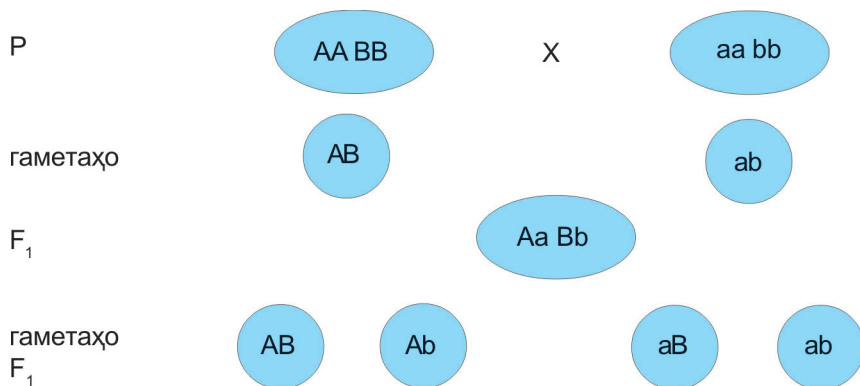 P AA BB X aa bb
гаметаҳо AB ab
F₁ Aa Bb
гаметаҳо
F₁ AB Ab aB ab